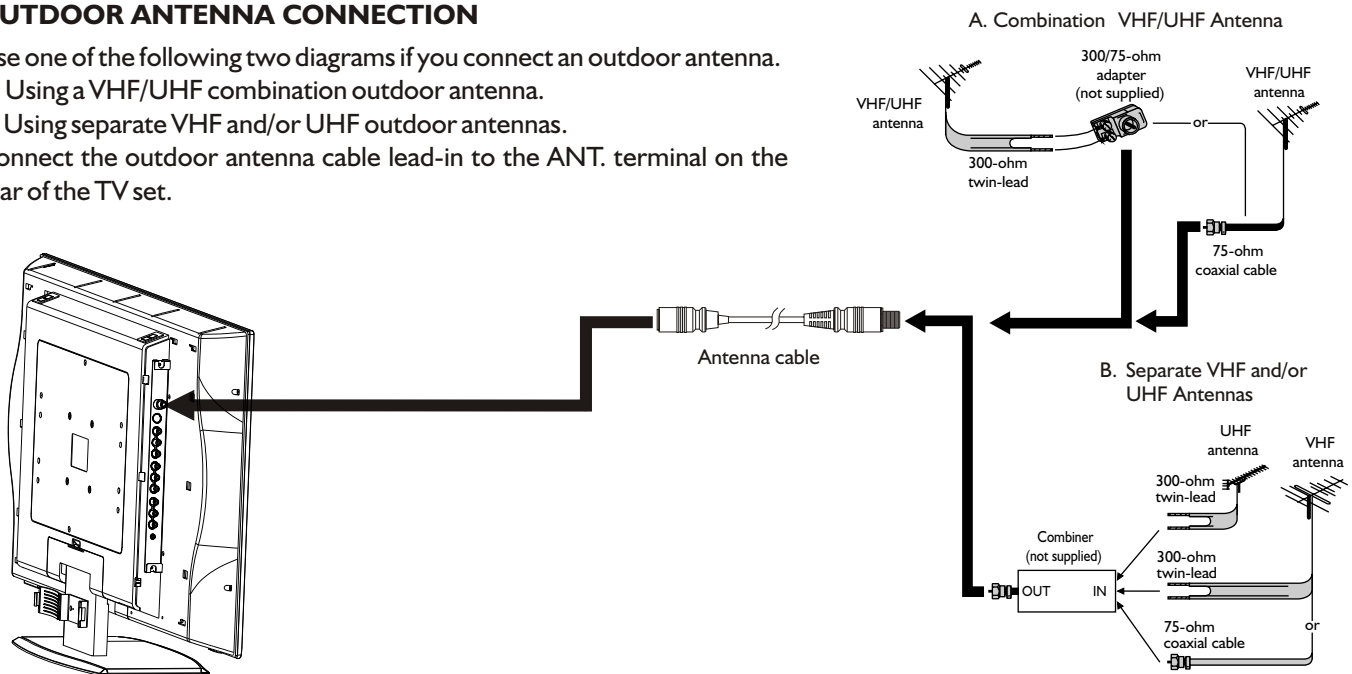 UTDOOR ANTENNA CONNECTION
se one of the following two diagrams if you connect an outdoor antenna.
Using a VHF/UHF combination outdoor antenna.
Using separate VHF and/or UHF outdoor antennas.
onnect the outdoor antenna cable lead-in to the ANT. terminal on the
ar of the TV set.
A. Combination VHF/UHF Antenna
300/75-ohm
adapter
(not supplied)
VHF/UHF
antenna
VHF/UHF
antenna
or
300-ohm
twin-lead
75-ohm
coaxial cable
Antenna cable
B. Separate VHF and/or
UHF Antennas
UHF
antenna
VHF
antenna
300-ohm
twin-lead
Combiner
(not supplied)
300-ohm
twin-lead
OUT IN
75-ohm
coaxial cable
or